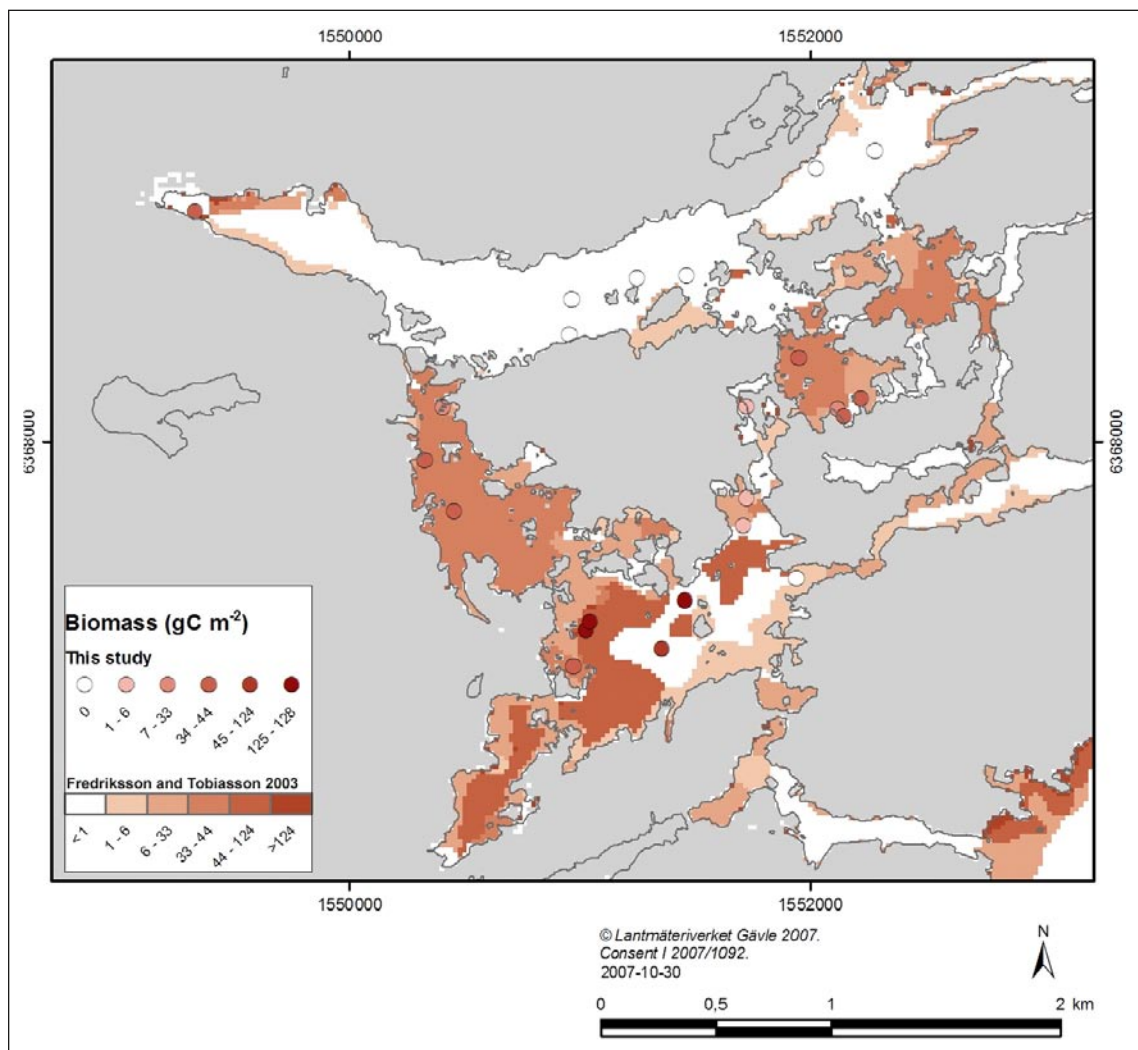 1550000 1552000
6368000 6368000
Biomass (gC m-2)
This study
0 1 - 6 7 - 33 34 - 44 45 - 124 125 - 128
Fredriksson and Tobiasson 2003
<1 1 - 6 6 - 33 33 - 44 44 - 124 >124
1550000 1552000
© Lantmäteriverket Gävle 2007.
Consent I 2007/1092.
2007-10-30
N
0 0,5 1 2 km